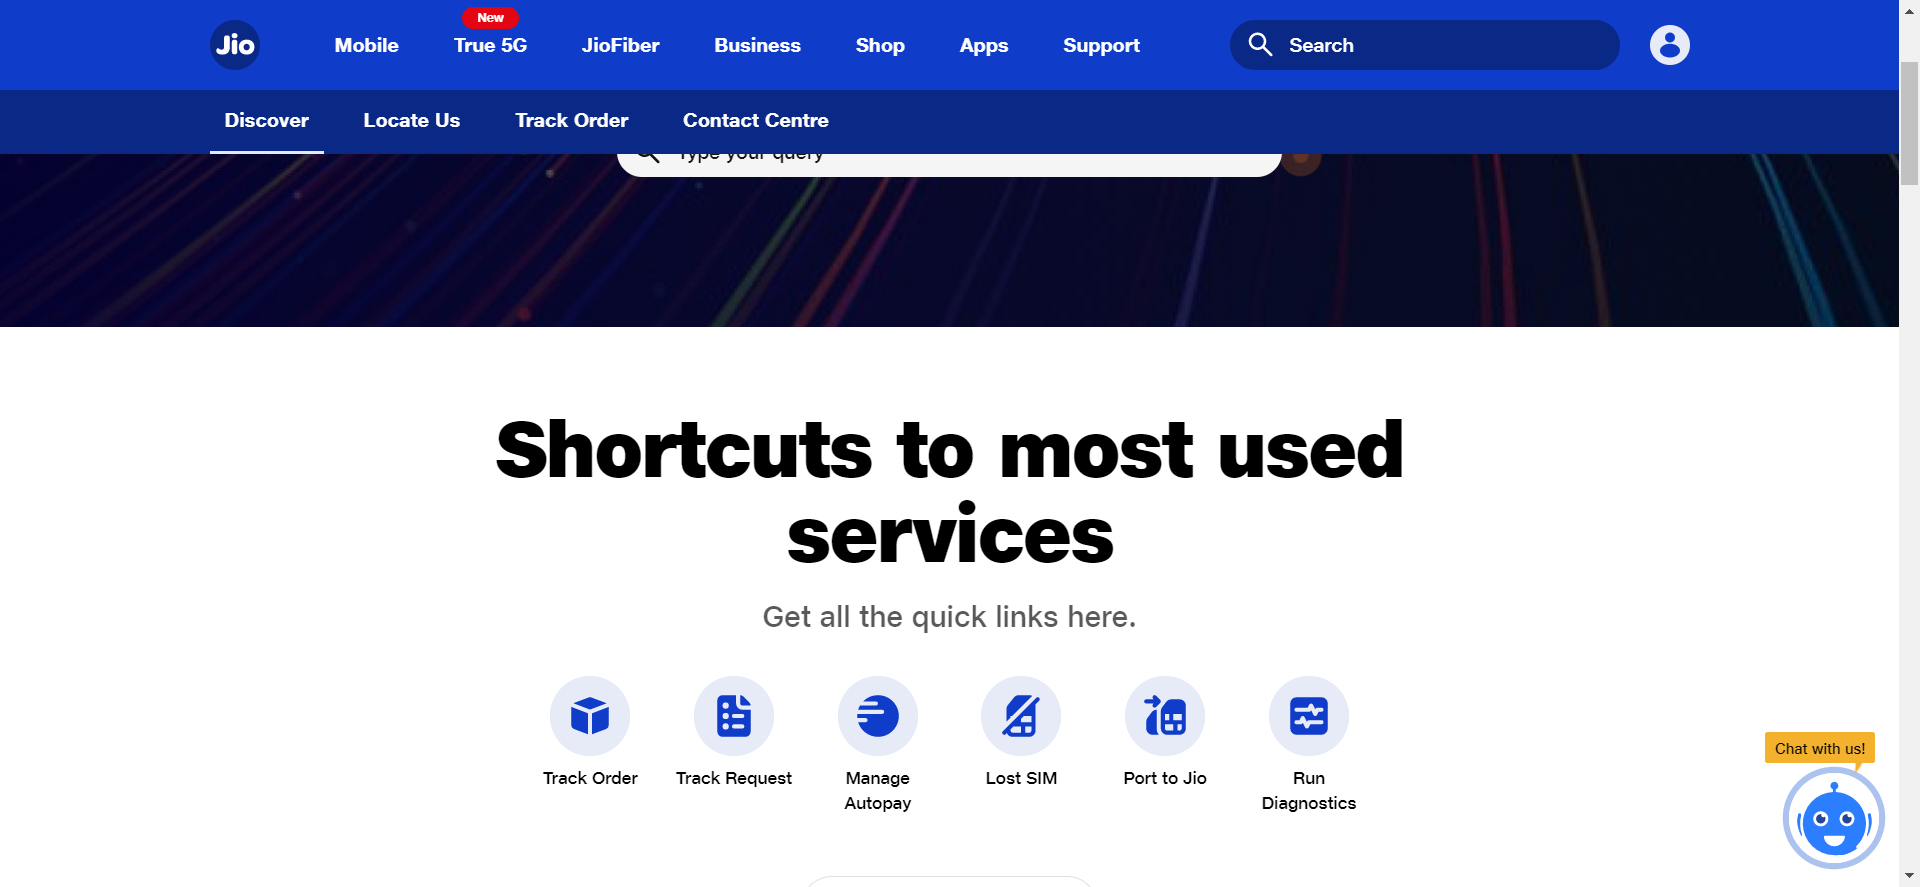 Jio
Mobile
New
True 5G
JioFiber
Business
Shop
Apps
Support
Search
Discover
Locate Us
Track Order
Contact Centre
Type your query
Shortcuts to most used
services
Get all the quick links here.
Track Order
Track Request
Manage
Autopay
Lost SIM
Port to Jio
Run
Diagnostics
Chat with us!